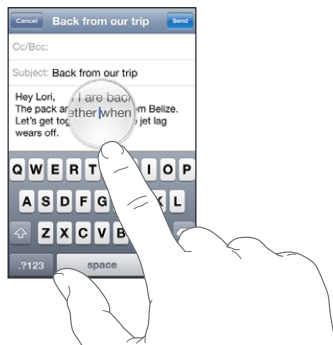 Cancel Back from our trip Send
Cc/Bcc:
Subject: Back from our trip
Hey Lori,
I are back
The pack Belize.
ether when
Let's get jet lag
wears off.
Q W E R T I O P
A S D F G K L
Z X C V B
.?123 space